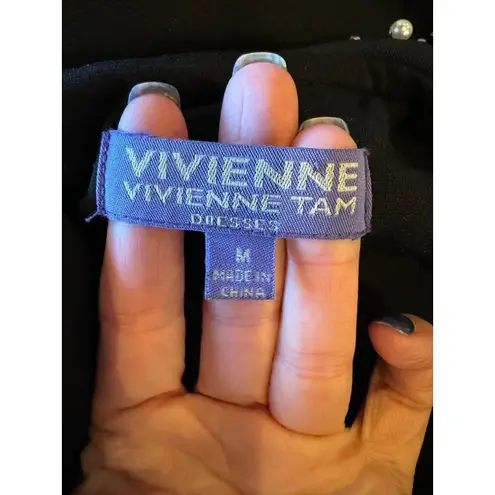 VIVIENNE
VIVIENNE TAM
DRESSES
M
MADE IN
CHINA